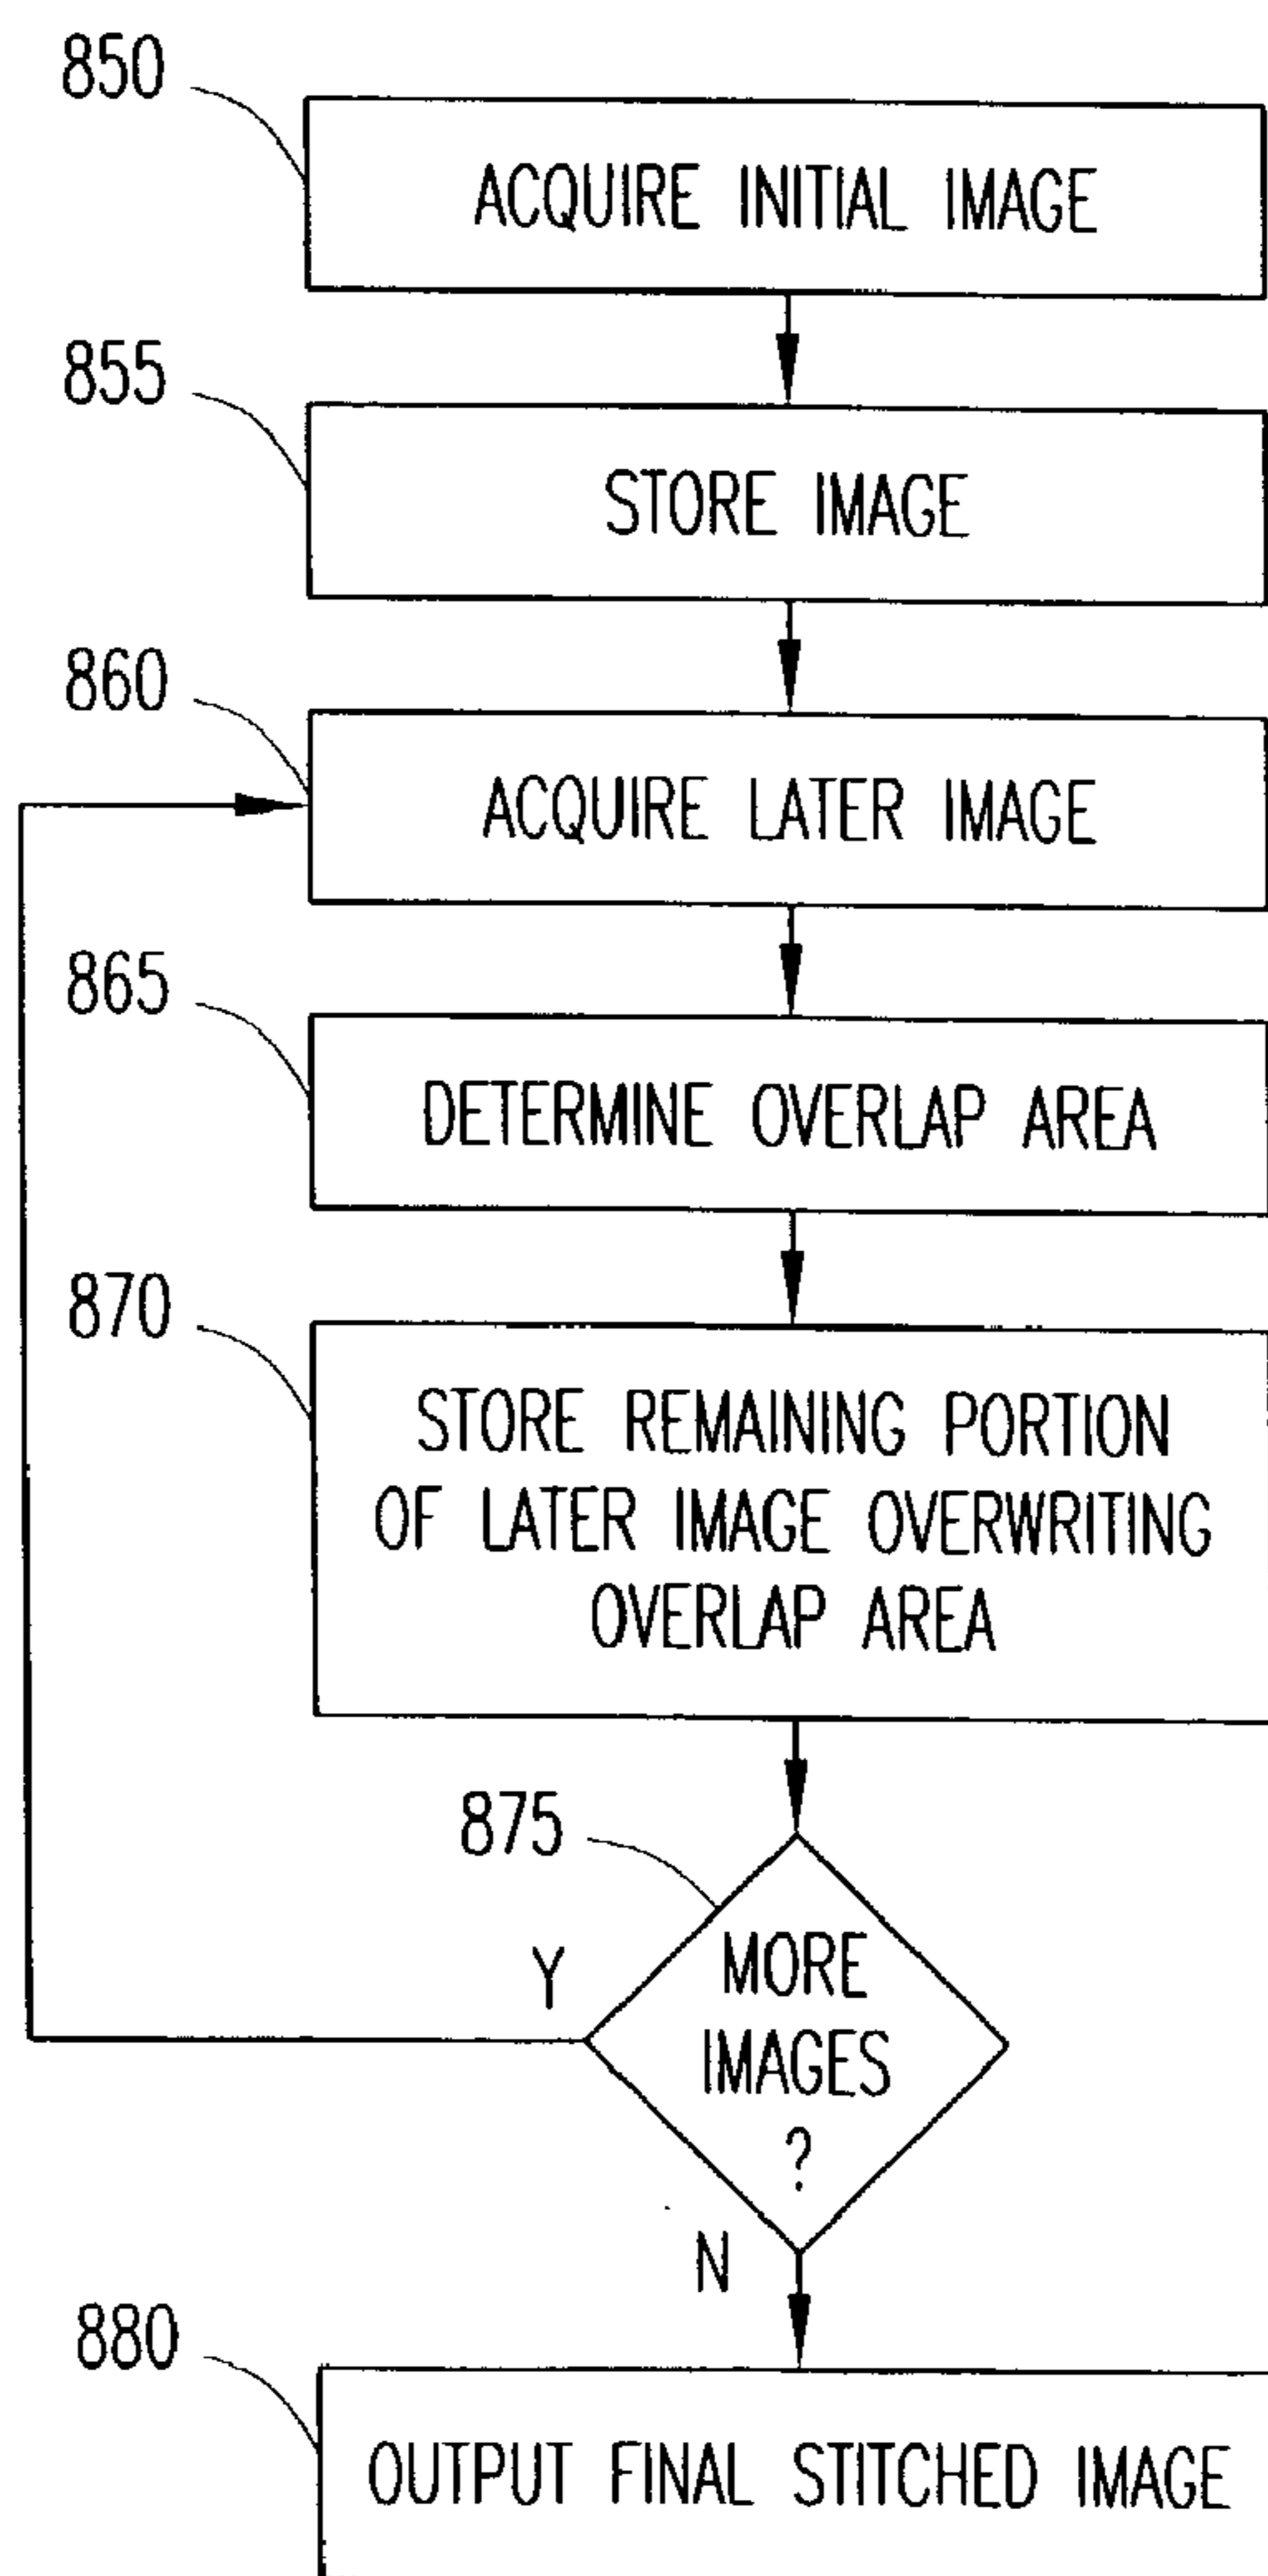 850
ACQUIRE INITIAL IMAGE
855
STORE IMAGE
860
ACQUIRE LATER IMAGE
865
DETERMINE OVERLAP AREA
870
STORE REMAINING PORTION
OF LATER IMAGE OVERWRITING
OVERLAP AREA
875
MORE
IMAGES
?
Y
N
880
OUTPUT FINAL STITCHED IMAGE